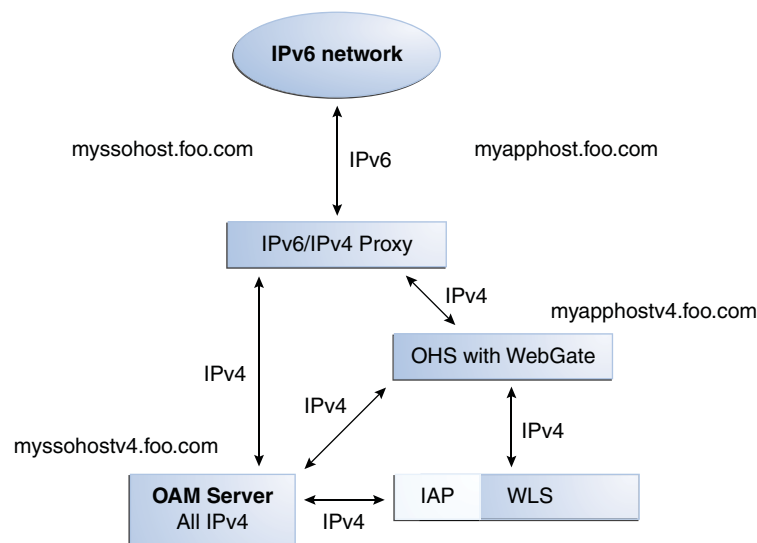 IPv6 network
myssohost.foo.com
IPv6
myapphost.foo.com
IPv6/IPv4 Proxy
IPv4
myapphostv4.foo.com
OHS with WebGate
IPv4
IPv4
IPv4
myssohostv4.foo.com
OAM Server
All IPv4
IPv4
IAP
WLS